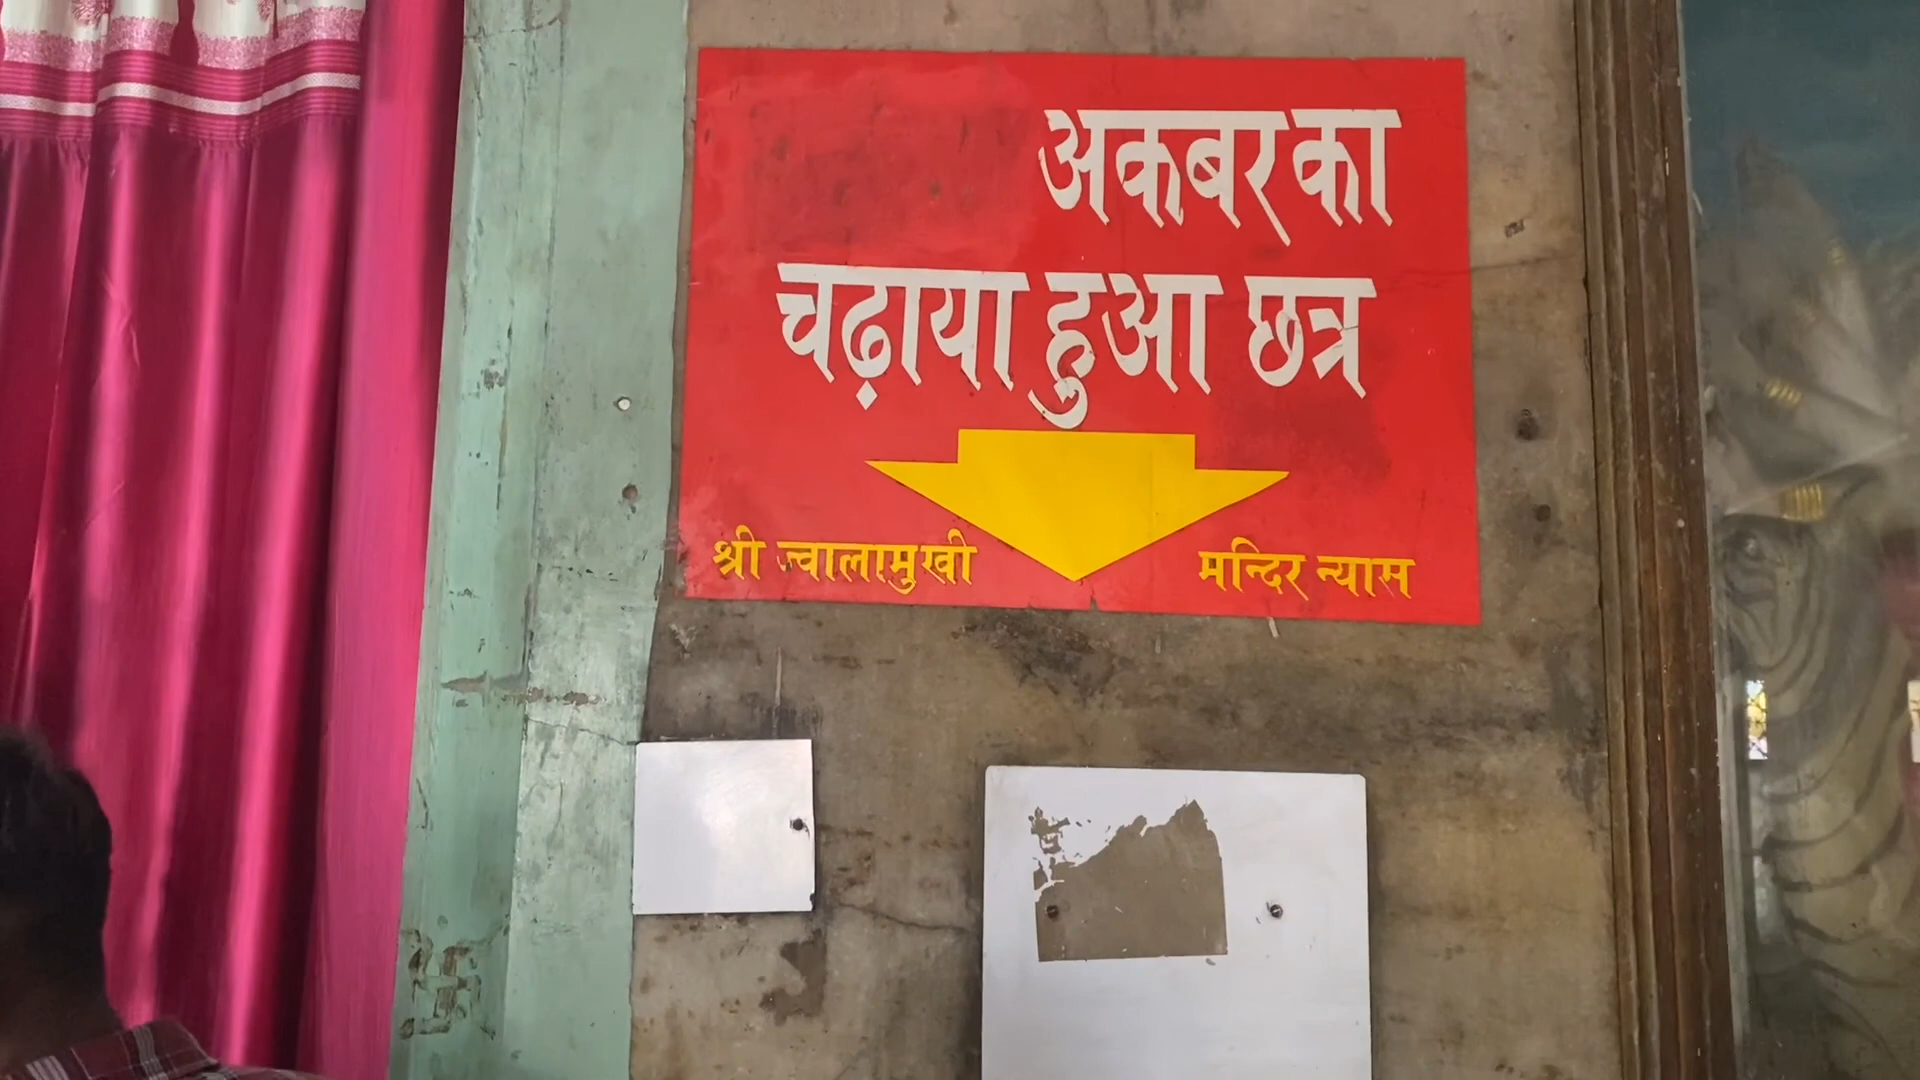 अकबर का
चढ़ाया हुआ छत्र
श्री ज्वालामुखी मन्दिर न्यास